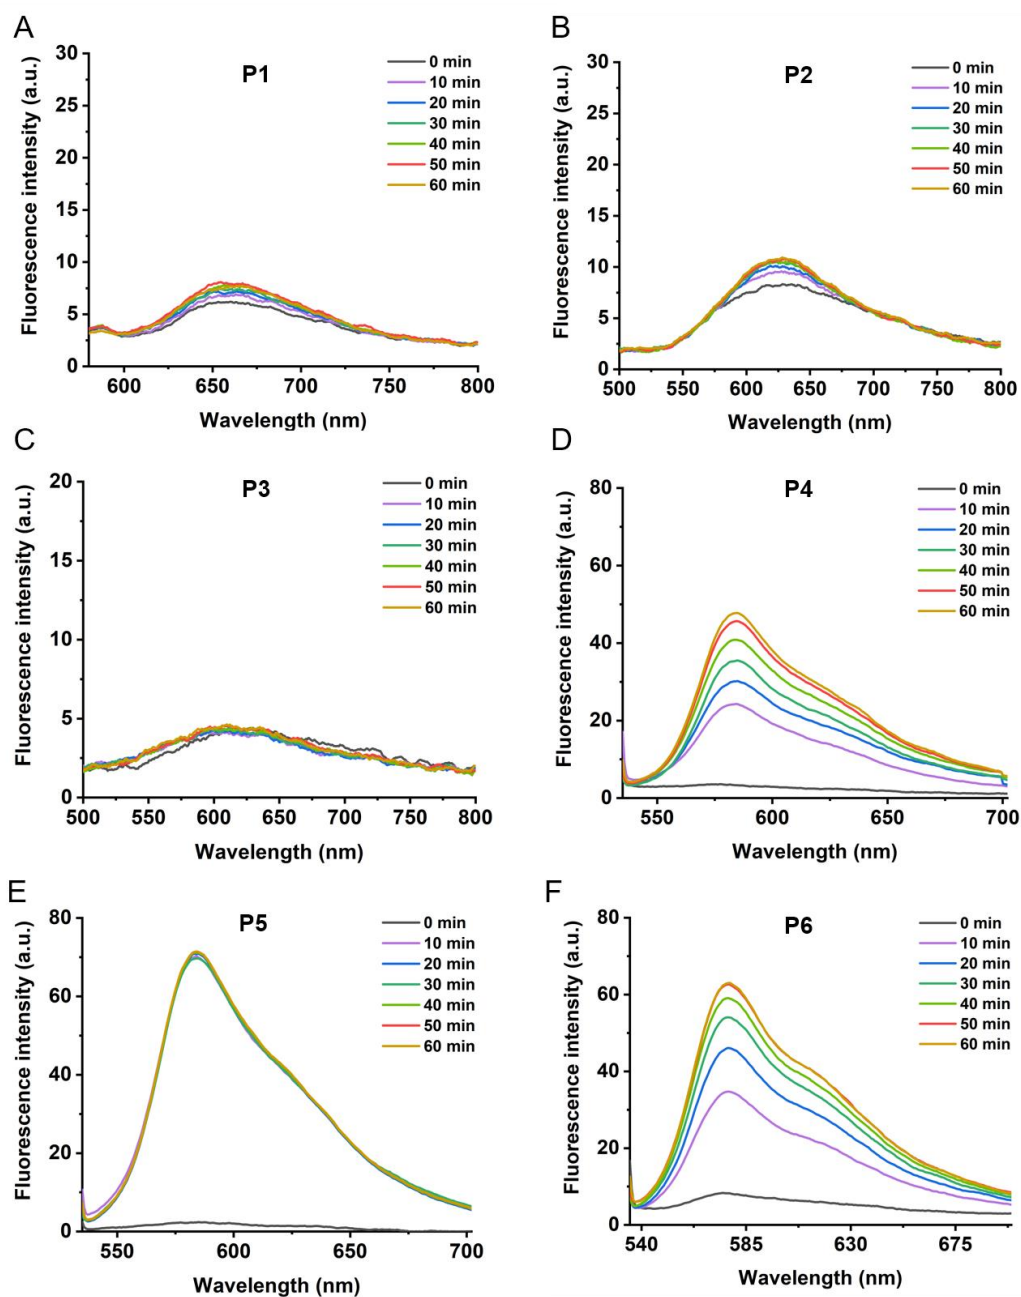 A
P1
Fluorescence intensity (a.u.)
30
25
20
15
10
5
0
0 min
10 min
20 min
30 min
40 min
50 min
60 min
600 650 700 750 800
Wavelength (nm)
B
P2
Fluorescence intensity (a.u.)
30
25
20
15
10
5
0
0 min
10 min
20 min
30 min
40 min
50 min
60 min
500 550 600 650 700 750 800
Wavelength (nm)
C
P3
Fluorescence intensity (a.u.)
20
15
10
5
0
0 min
10 min
20 min
30 min
40 min
50 min
60 min
500 550 600 650 700 750 800
Wavelength (nm)
D
P4
Fluorescence intensity (a.u.)
80
60
40
20
0
0 min
10 min
20 min
30 min
40 min
50 min
60 min
550 600 650 700
Wavelength (nm)
E
P5
Fluorescence intensity (a.u.)
80
60
40
20
0
0 min
10 min
20 min
30 min
40 min
50 min
60 min
550 600 650 700
Wavelength (nm)
F
P6
Fluorescence intensity (a.u.)
80
60
40
20
0
0 min
10 min
20 min
30 min
40 min
50 min
60 min
540 585 630 675
Wavelength (nm)